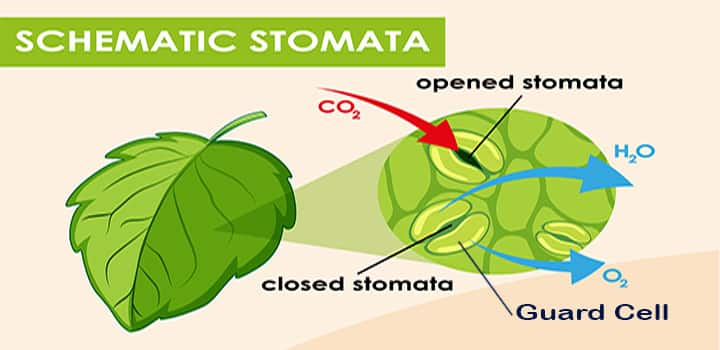 SCHEMATIC STOMATA
opened stomata
CO₂
H₂O
closed stomata
O₂
Guard Cell